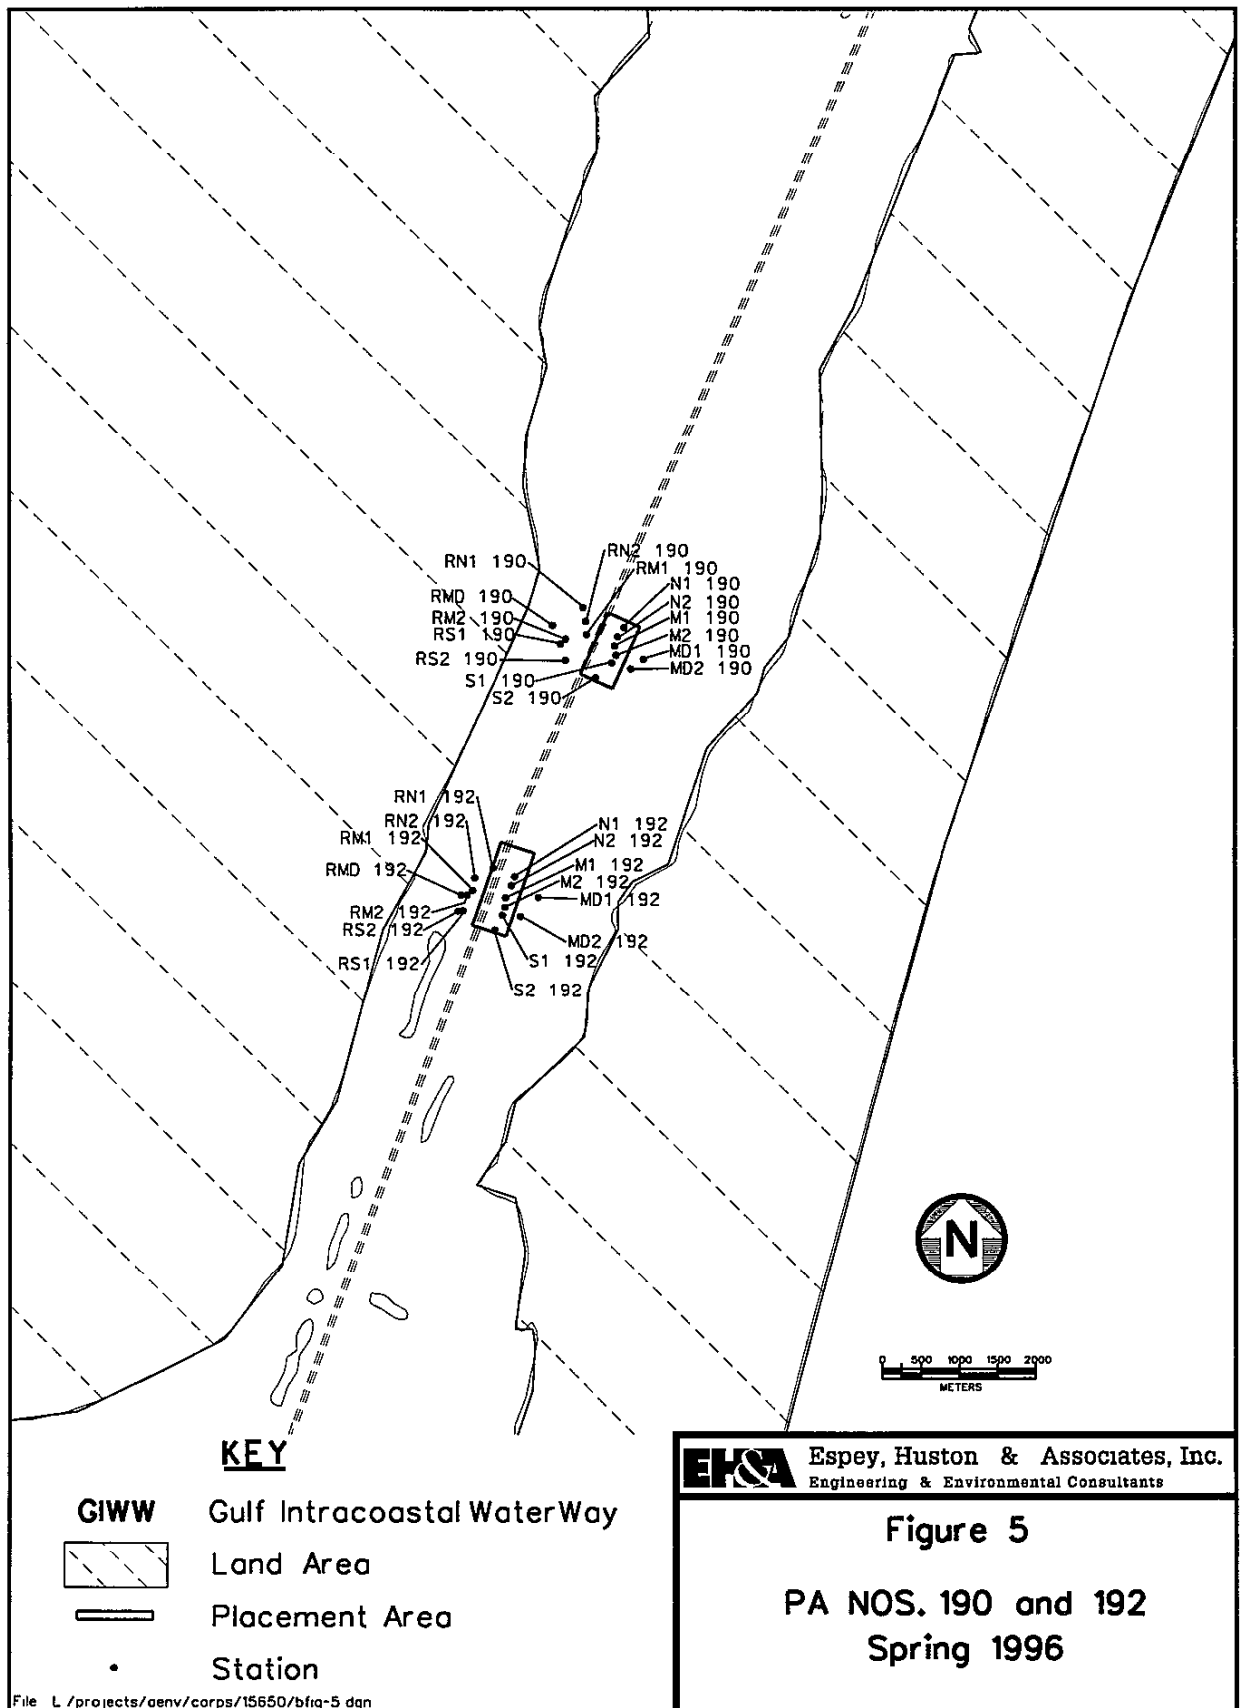 RN1 190
RN2 190
RM1 190
N1 190
RMD 190
N2 190
RM2 190
M1 190
RS1 190
M2 190
RS2 190
MD1 190
MD2 190
S1 190
S2 190
RN1 192
RN2 192
N1 192
RM1 192
N2 192
RMD 192
M1 192
M2 192
MD1 192
RM2 192
RS2 192
MD2 192
RS1 192
S1 192
S2 192
N
0 500 1000 1500 2000
METERS
KEY
GIWW Gulf Intracoastal WaterWay
Land Area
Placement Area
Station
File L /projects/aenv/corps/15650/bfig-5 dgn
EH&A Espey, Huston & Associates, Inc.
Engineering & Environmental Consultants
Figure 5
PA NOS. 190 and 192
Spring 1996